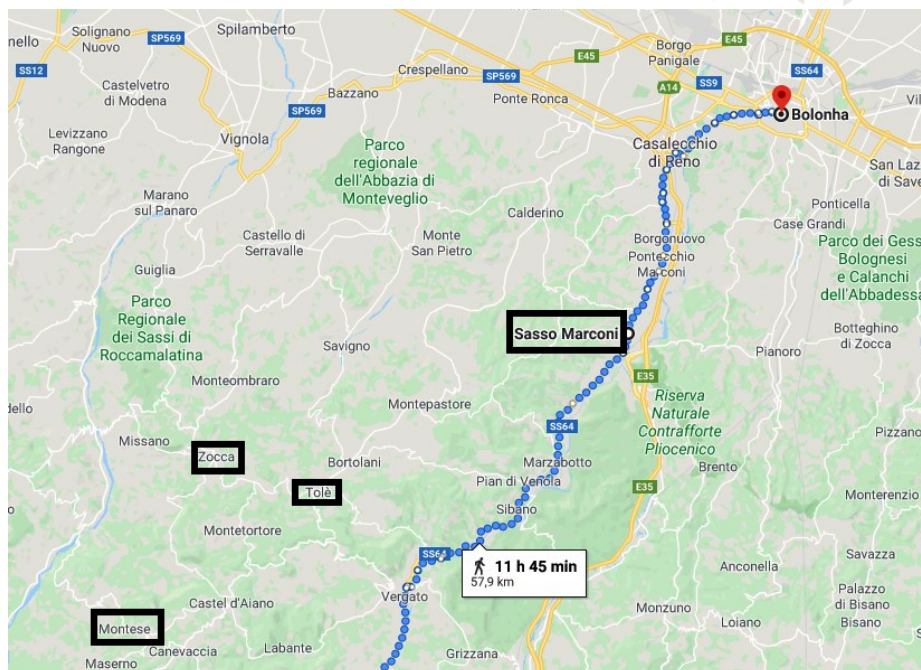 Solignano
Nuovo
Spilamberto
SP569
E45
SS64
Borgo
Panigale
E45
SS12
Castelvetro
di Modena
Bazzano
Crespellano
SP569
A14
SS9
Ponte Ronca
Bolonha
SP569
Levizzano
Rangone
Vignola
Parco
regionale
dell'Abbazia di
Monteveglio
Casalecchio
di Reno
San Laz
di Save
Marano
sul Panaro
Calderino
Ponticella
Case Grandi
Castello di
Serravalle
Monte
San Pietro
Borgonuovo
Pontecchio
Marconi
Parco dei Gess
Bolognesi
e Calanchi
dell'Abbadessa
Guiglia
Parco
Regionale
dei Sassi di
Roccamalatina
Sasso Marconi
Savigno
Pianoro
Botteghino
di Zocca
Monteombraro
E35
Montepastore
Riserva
Naturale
Contrafforte
Pliocenico
SS64
Missano
Zocca
Bortolani
Marzabotto
Pizzano
Pian di Venola
Brento
Tolè
E35
Monterenzio
Montetortore
Sibano
SS64
11 h 45 min
57,9 km
Savazza
Anconella
Vergato
Castel d'Aiano
Monzuno
Palazzo
di Bisano
Bisano
Loiano
Montese
Canevaccia
Labante
Maserno
Grizzana